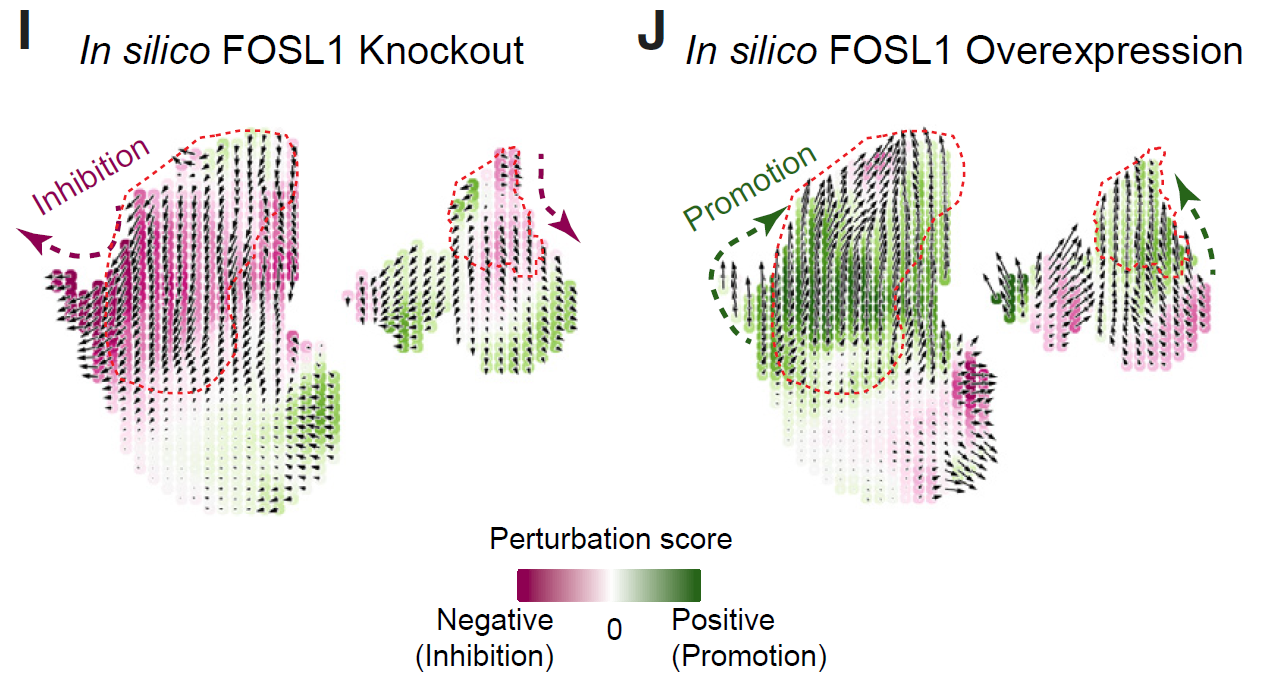 I
In silico FOSL1 Knockout
J
In silico FOSL1 Overexpression
Inhibition
Promotion
Perturbation score
Negative
(Inhibition)
0
Positive
(Promotion)